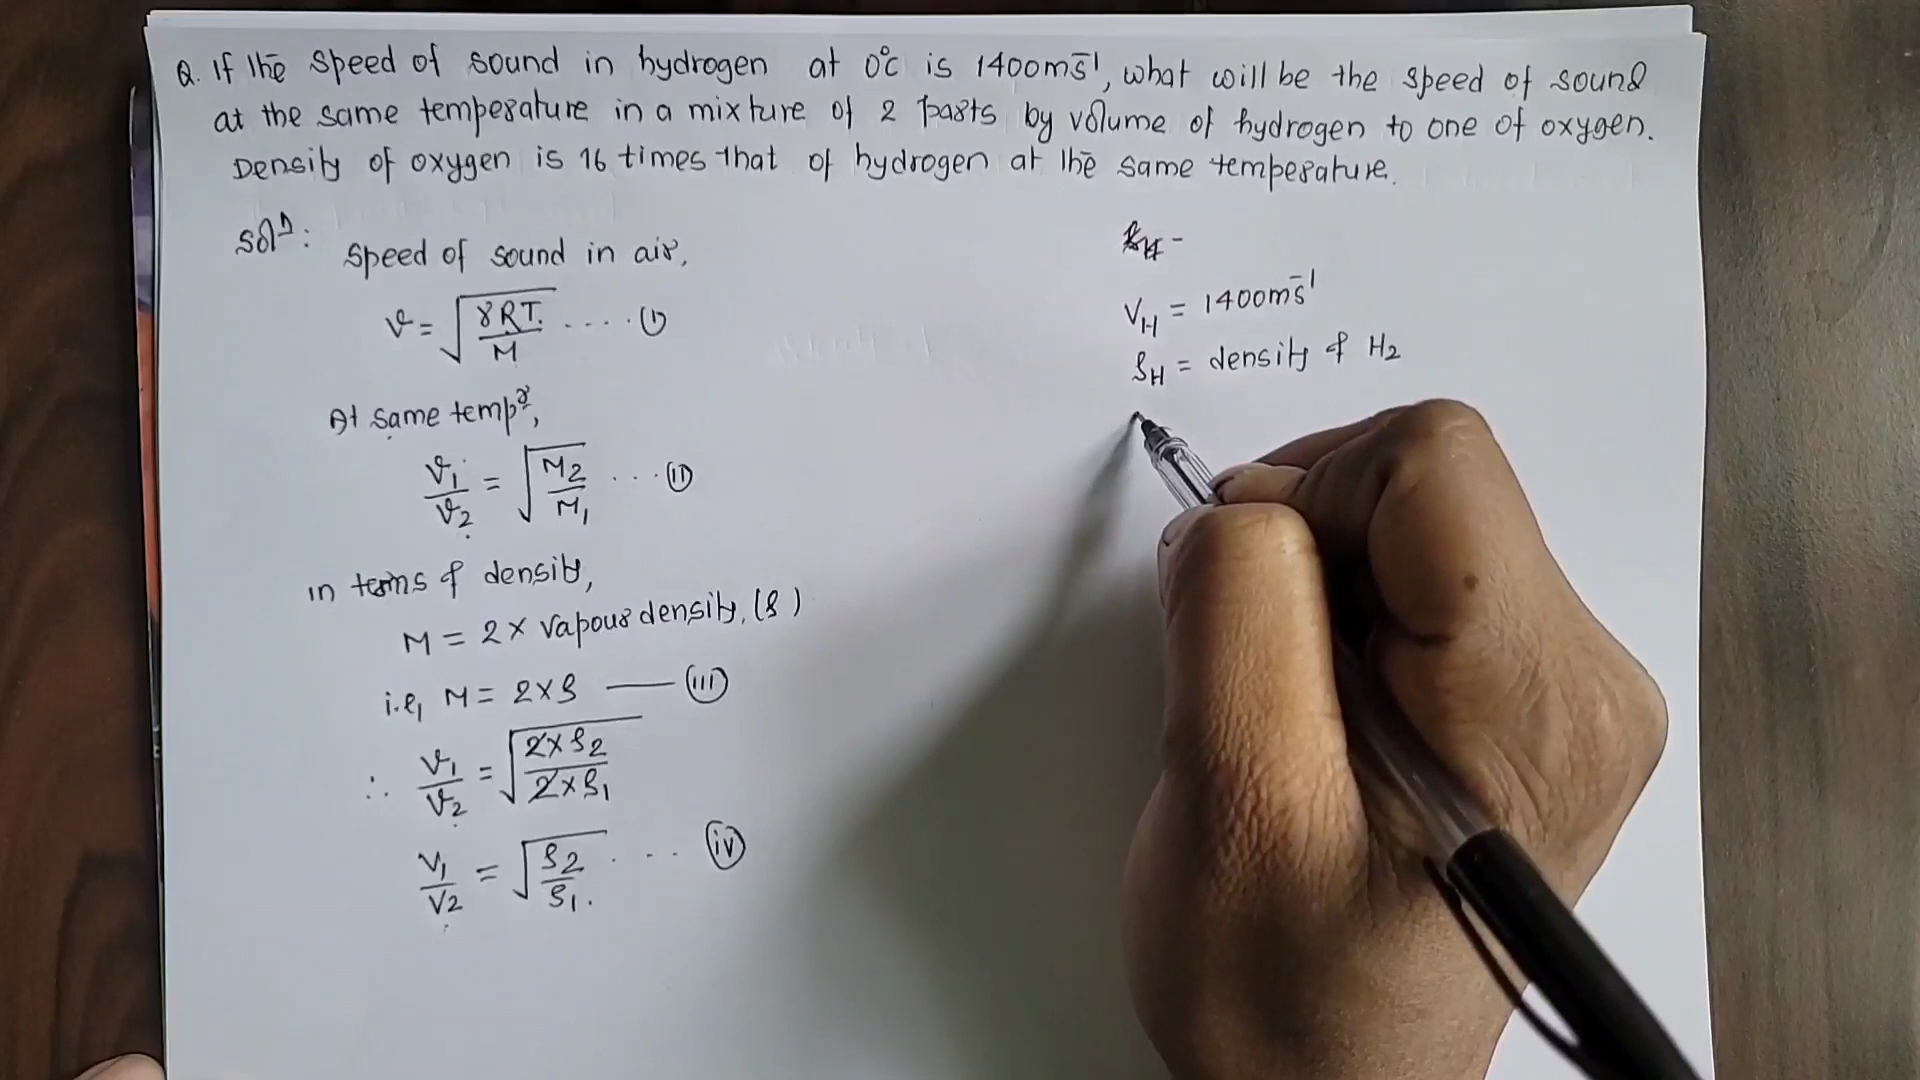 Q. If the speed of sound in hydrogen at 0°c is 1400ms⁻¹, what will be the speed of sound
at the same temperature in a mixture of 2 parts by volume of hydrogen to one of oxygen.
Density of oxygen is 16 times that of hydrogen at the same temperature.
Solⁿ:
speed of sound in air,
v = √(γRT/M) ..... (i)
At same tempr,
v₁/v₂ = √(M₂/M₁) ... (ii)
in terms of density,
M = 2 × vapour density, (ρ)
i.e, M = 2×ρ —— (iii)
∴ v₁/v₂ = √(2×ρ₂/2×ρ₁)
V₁/V₂ = √(ρ₂/ρ₁) .... (iv)
V_H = 1400ms⁻¹
ρ_H = density of H₂